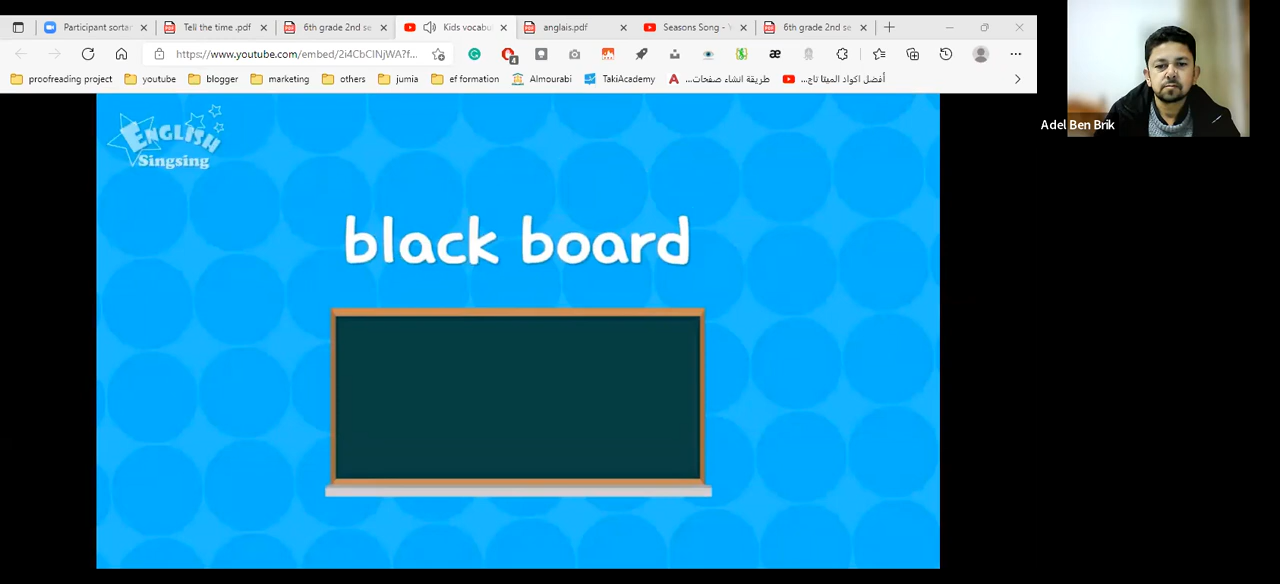 Participant sortar
Tell the time .pdf
6th grade 2nd se
Kids vocabu
anglais.pdf
Seasons Song - Y
6th grade 2nd se
https://www.youtube.com/embed/2i4CbClNjWA?f...
4
æ
proofreading project
youtube
blogger
marketing
others
jumia
ef formation
Almourabi
TakiAcademy
طريقة انشاء صفحات...
أفضل اكواد الميتا تاج...
Adel Ben Brik
ENGLISH
Singsing
black board